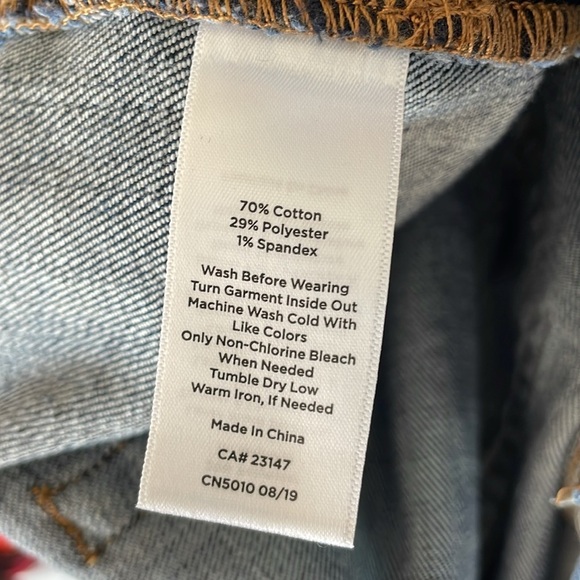 70% Cotton
29% Polyester
1% Spandex
Wash Before Wearing
Turn Garment Inside Out
Machine Wash Cold With
Like Colors
Only Non-Chlorine Bleach
When Needed
Tumble Dry Low
Warm Iron, If Needed
Made In China
CA# 23147
CN5010 08/19